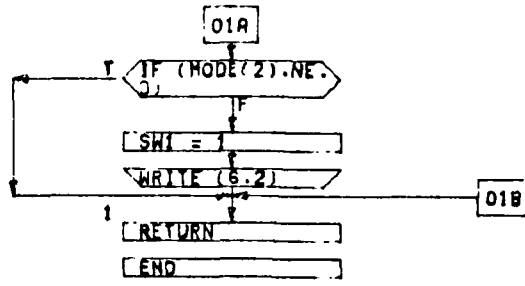 01A
T
IF (MODE(2).NE.
0)
F
SW1 = 1
WRITE (6,2)
01B
1
RETURN
END